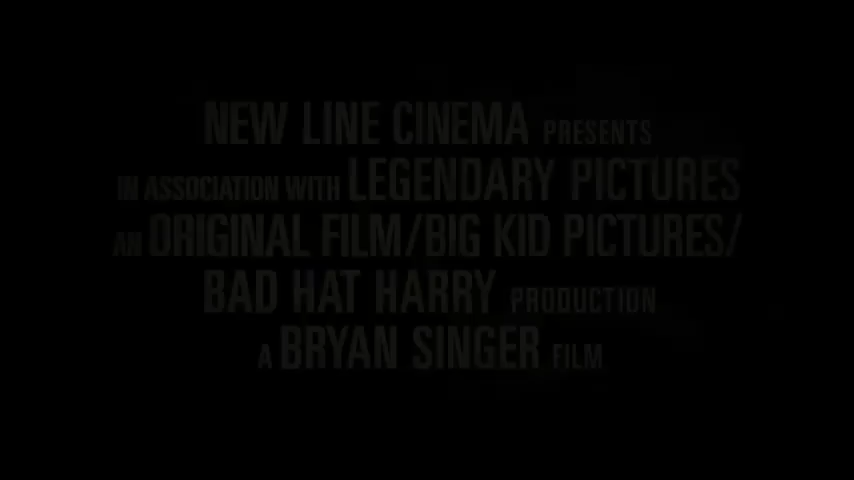 NEW LINE CINEMA PRESENTS
IN ASSOCIATION WITH LEGENDARY PICTURES
AN ORIGINAL FILM/BIG KID PICTURES/
BAD HAT HARRY PRODUCTION
A BRYAN SINGER FILM